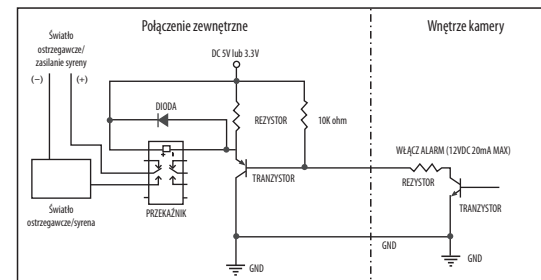 Połączenie zewnętrzne
Wnętrze kamery
Światło
ostrzegawcze/
zasilanie syreny
(−)
(+)
DC 5V lub 3.3V
DIODA
REZYSTOR
10K ohm
WŁĄCZ ALARM (12VDC 20mA MAX)
REZYSTOR
TRANZYSTOR
TRANZYSTOR
PRZEKAŹNIK
Światło
ostrzegawcze/syrena
GND
GND
GND